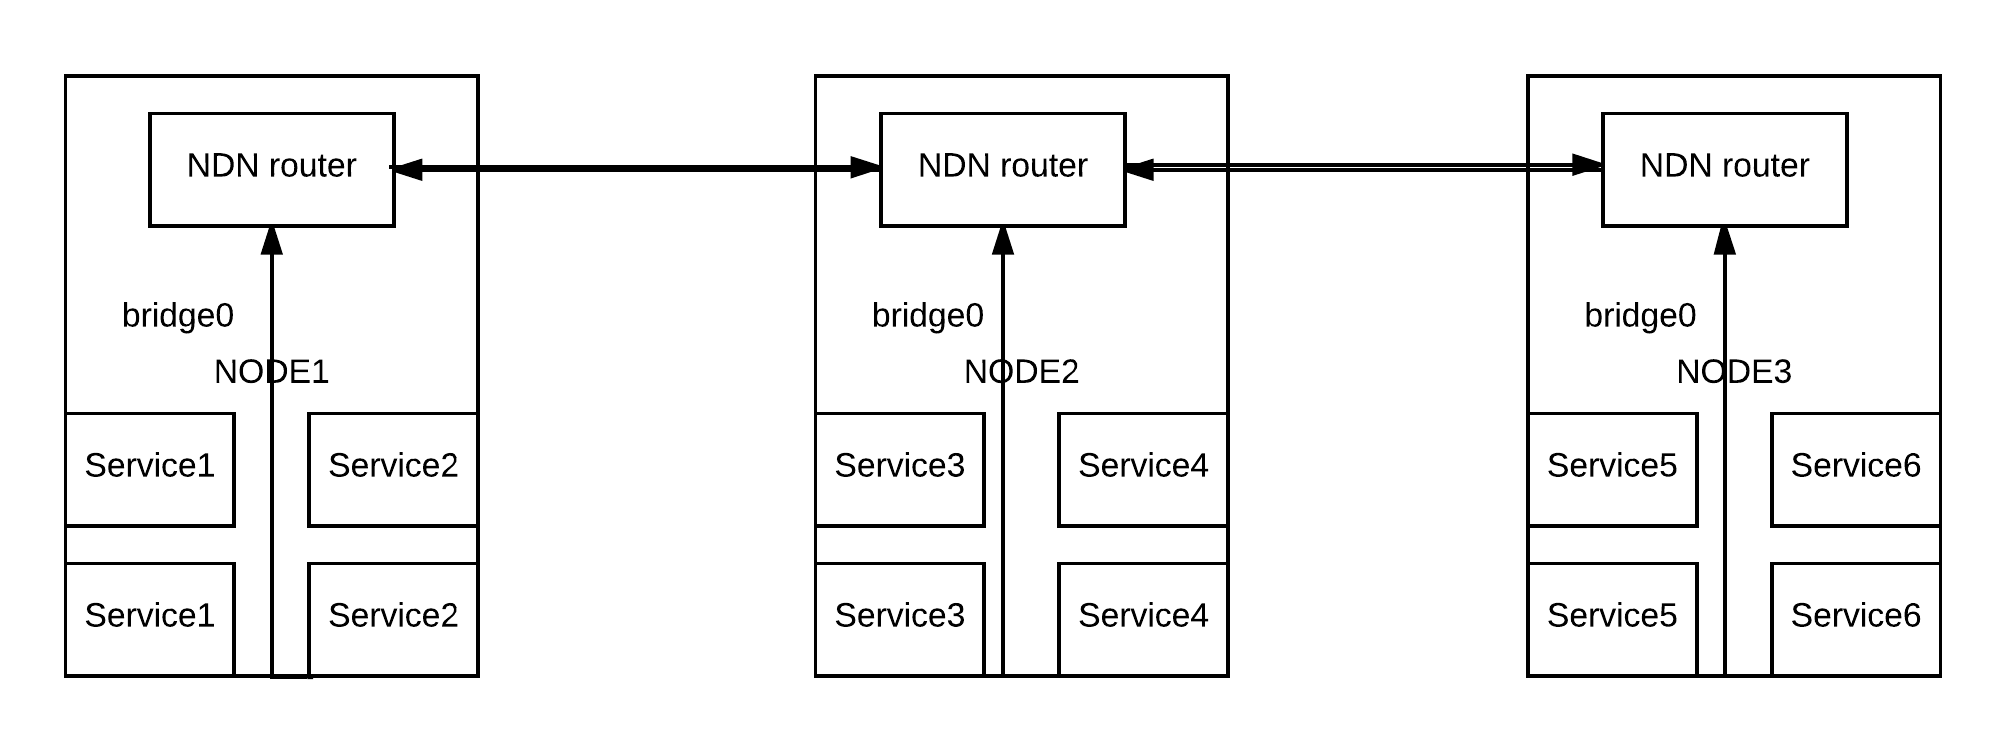 NDN router
NDN router
NDN router
bridge0
bridge0
bridge0
NODE1
NODE2
NODE3
Service1
Service2
Service3
Service4
Service5
Service6
Service1
Service2
Service3
Service4
Service5
Service6